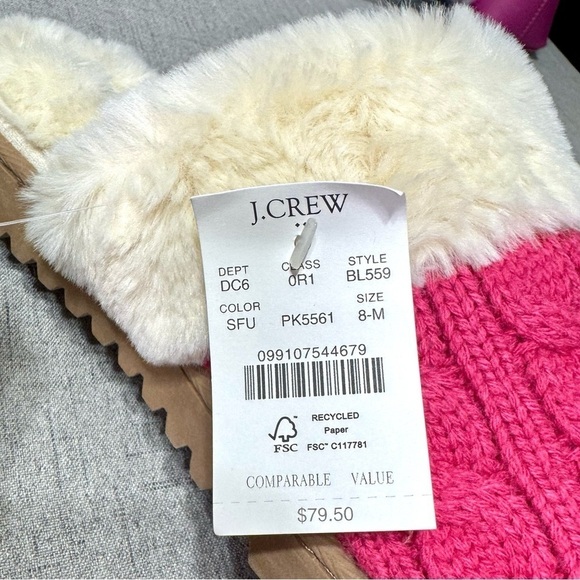 J.CREW
DEPT CLASS STYLE
DC6 0R1 BL559
COLOR SIZE
SFU PK5561 8-M
099107544679
RECYCLED
Paper
FSC FSC™ C117781
COMPARABLE VALUE
$79.50